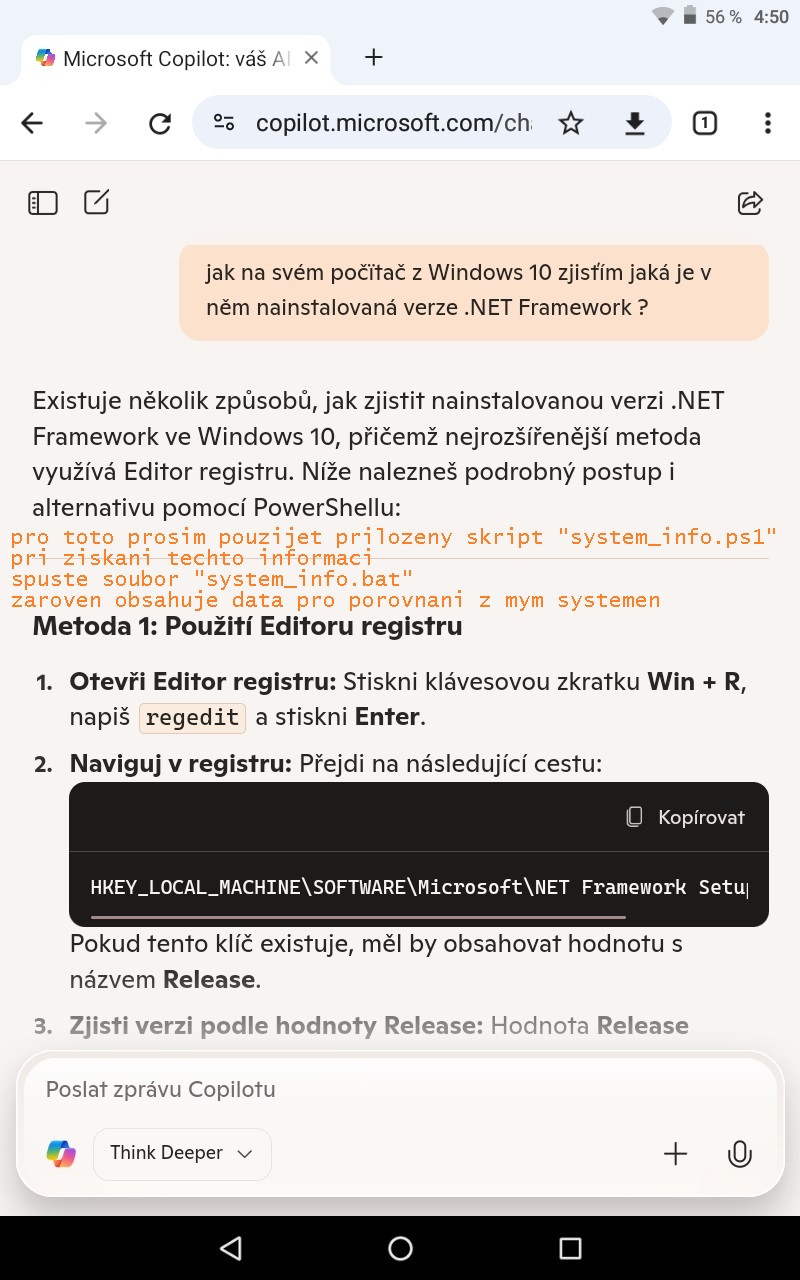 56 % 4:50
Microsoft Copilot: váš AI
copilot.microsoft.com/ch
1
jak na svém počïtač z Windows 10 zjisťím jaká je v
něm nainstalovaná verze .NET Framework ?
Existuje několik způsobů, jak zjistit nainstalovanou verzi .NET
Framework ve Windows 10, přičemž nejrozšířenější metoda
využívá Editor registru. Níže nalezneš podrobný postup i
alternativu pomocí PowerShellu:
pro toto prosim pouzijet prilozeny skript "system_info.ps1"
pri ziskani techto informaci
spuste soubor "system_info.bat"
zaroven obsahuje data pro porovnani z mym systemen
Metoda 1: Použití Editoru registru
1. Otevři Editor registru: Stiskni klávesovou zkratku Win + R,
napiš regedit a stiskni Enter.
2. Naviguj v registru: Přejdi na následující cestu:
Kopírovat
HKEY_LOCAL_MACHINE\SOFTWARE\Microsoft\NET Framework Setup
Pokud tento klíč existuje, měl by obsahovat hodnotu s
názvem Release.
3. Zjisti verzi podle hodnoty Release: Hodnota Release
Poslat zprávu Copilotu
Think Deeper